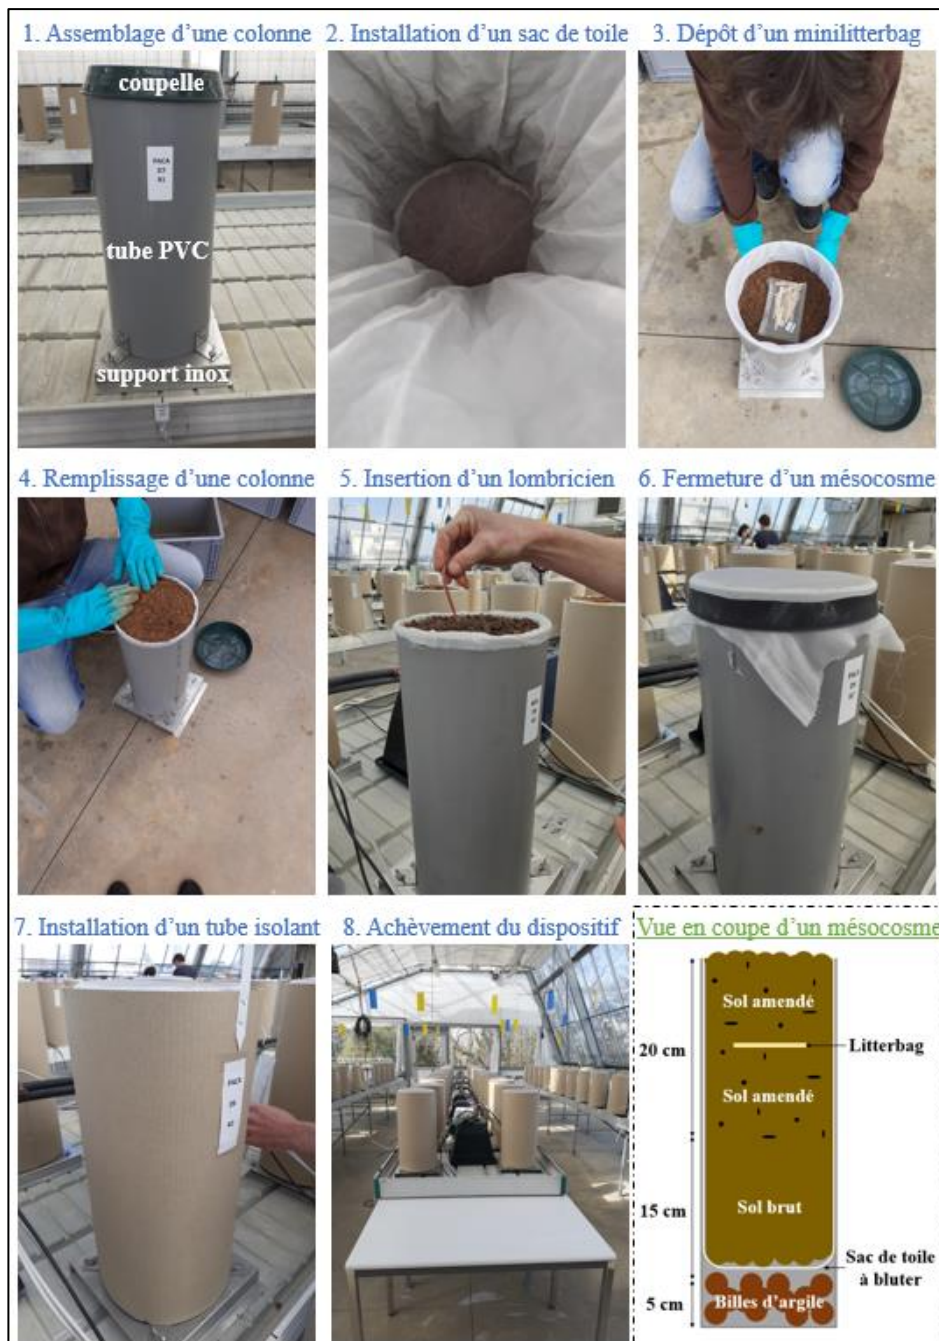 1. Assemblage d'une colonne
2. Installation d'un sac de toile
3. Dépôt d'un minilitterbag
coupelle
PACA
tube PVC
support inox
4. Remplissage d'une colonne
5. Insertion d'un lombricien
6. Fermeture d'un mésocosme
PACA
7. Installation d'un tube isolant
8. Achèvement du dispositif
Vue en coupe d'un mésocosme
PACA
Sol amendé
20 cm
Litterbag
Sol amendé
15 cm
Sol brut
Sac de toile
à bluter
5 cm
Billes d'argile